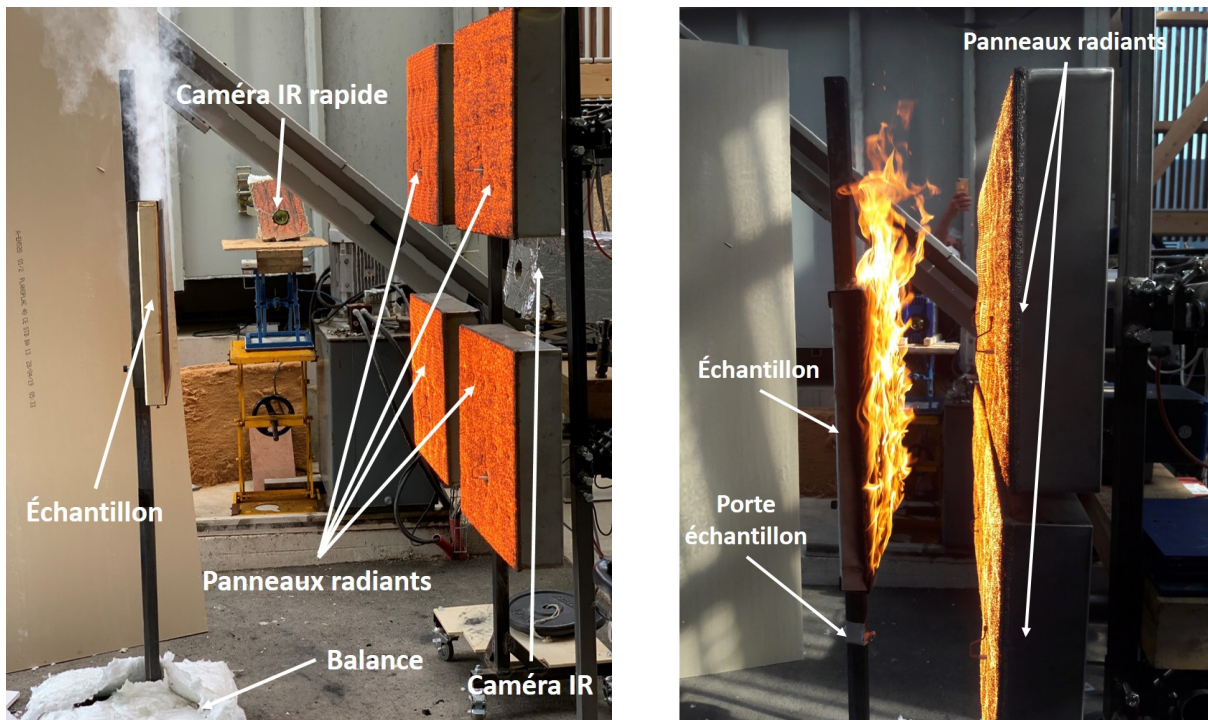 Caméra IR rapide
Échantillon
Panneaux radiants
Balance
Caméra IR
Panneaux radiants
Échantillon
Porte
échantillon